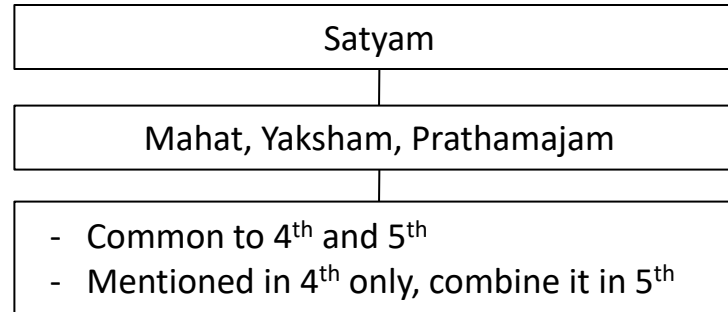 Satyam
Mahat, Yaksham, Prathamajam
- Common to 4th and 5th
- Mentioned in 4th only, combine it in 5th